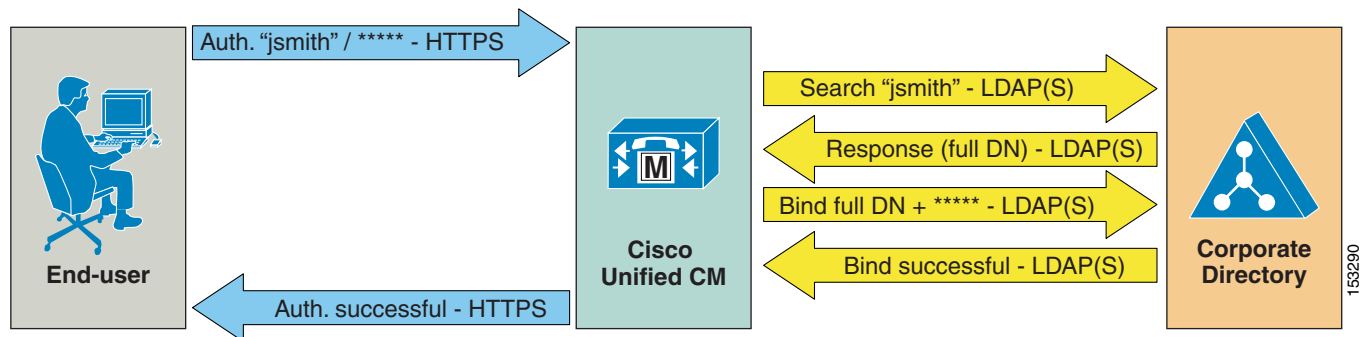 Auth. “jsmith” / ***** - HTTPS
Search “jsmith” - LDAP(S)
Response (full DN) - LDAP(S)
M
Bind full DN + ***** - LDAP(S)
End-user
Cisco
Unified CM
Bind successful - LDAP(S)
Corporate
Directory
Auth. successful - HTTPS
153290